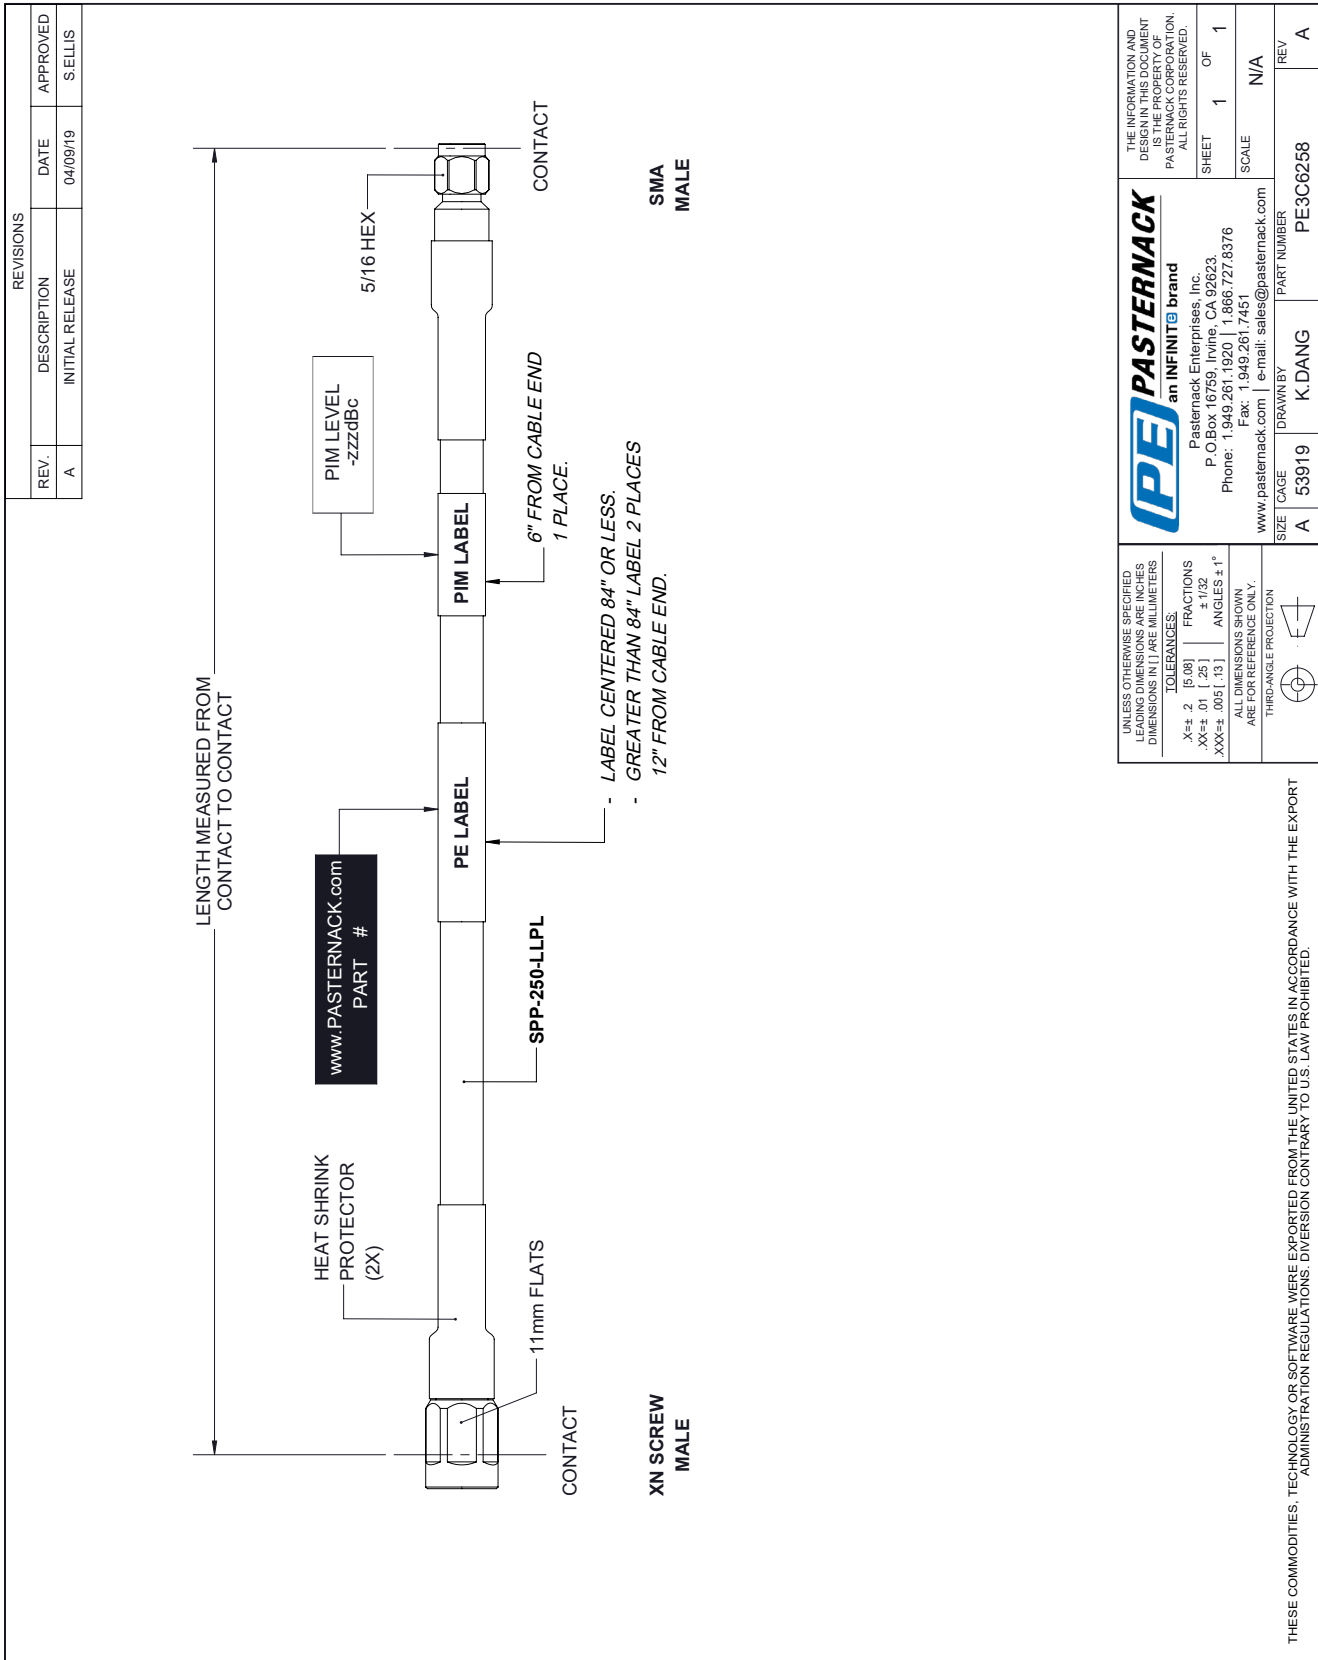 REVISIONS
REV. DESCRIPTION DATE APPROVED
A INITIAL RELEASE 04/09/19 S.ELLIS
LENGTH MEASURED FROM
CONTACT TO CONTACT
HEAT SHRINK
PROTECTOR
(2X)
www.PASTERNACK.com
PART #
PIM LEVEL
-zzzdBc
5/16 HEX
PE LABEL
PIM LABEL
11mm FLATS
SPP-250-LLPL
6" FROM CABLE END
1 PLACE.
- LABEL CENTERED 84" OR LESS.
- GREATER THAN 84" LABEL 2 PLACES
12" FROM CABLE END.
CONTACT
CONTACT
XN SCREW
MALE
SMA
MALE
UNLESS OTHERWISE SPECIFIED
LEADING DIMENSIONS ARE INCHES
DIMENSIONS IN [ ] ARE MILLIMETERS
TOLERANCES:
.X=± .2 [5.08] FRACTIONS
.XX=± .01 [ .25 ] ± 1/32
.XXX=± .005 [ .13 ] ANGLES ± 1°
ALL DIMENSIONS SHOWN
ARE FOR REFERENCE ONLY.
THIRD-ANGLE PROJECTION
PE PASTERNACK
an INFINITe brand
Pasternack Enterprises, Inc.
P.O.Box 16759, Irvine, CA 92623.
Phone: 1.949.261.1920 | 1.866.727.8376
Fax: 1.949.261.7451
www.pasternack.com | e-mail: sales@pasternack.com
THE INFORMATION AND
DESIGN IN THIS DOCUMENT
IS THE PROPERTY OF
PASTERNACK CORPORATION.
ALL RIGHTS RESERVED.
SHEET 1 OF 1
SCALE N/A
SIZE CAGE DRAWN BY PART NUMBER REV
A 53919 K.DANG PE3C6258 A
THESE COMMODITIES, TECHNOLOGY OR SOFTWARE WERE EXPORTED FROM THE UNITED STATES IN ACCORDANCE WITH THE EXPORT
ADMINISTRATION REGULATIONS. DIVERSION CONTRARY TO U.S. LAW PROHIBITED.